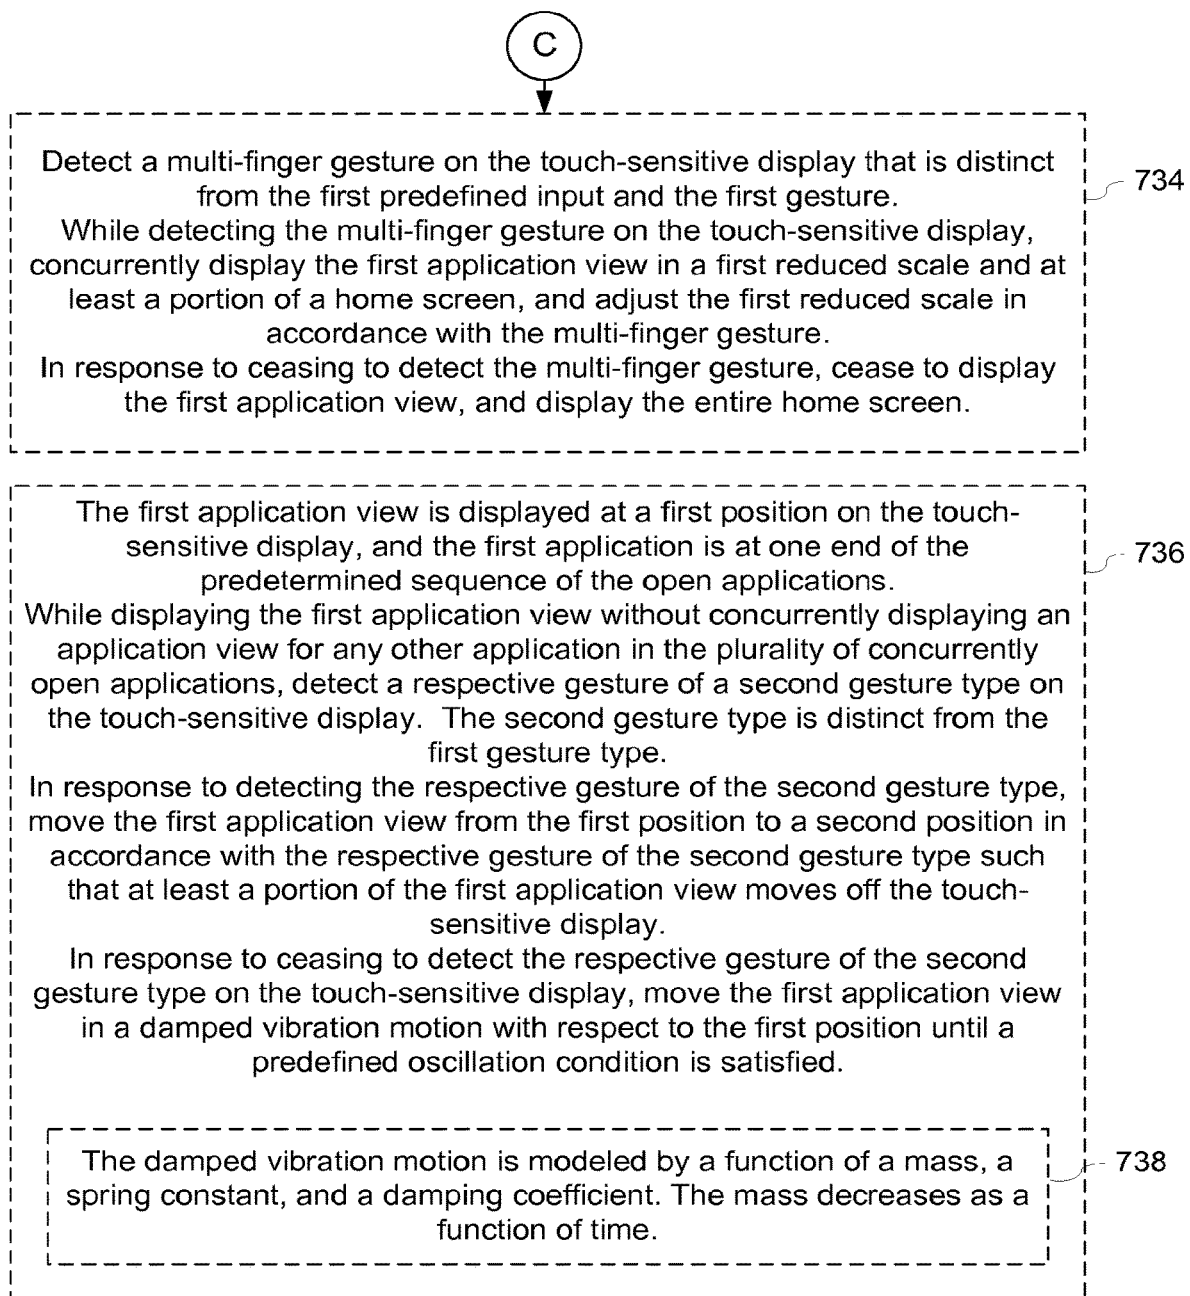 C
Detect a multi-finger gesture on the touch-sensitive display that is distinct
from the first predefined input and the first gesture.
While detecting the multi-finger gesture on the touch-sensitive display,
concurrently display the first application view in a first reduced scale and at
least a portion of a home screen, and adjust the first reduced scale in
accordance with the multi-finger gesture.
In response to ceasing to detect the multi-finger gesture, cease to display
the first application view, and display the entire home screen.
734
The first application view is displayed at a first position on the touch-
sensitive display, and the first application is at one end of the
predetermined sequence of the open applications.
While displaying the first application view without concurrently displaying an
application view for any other application in the plurality of concurrently
open applications, detect a respective gesture of a second gesture type on
the touch-sensitive display.  The second gesture type is distinct from the
first gesture type.
In response to detecting the respective gesture of the second gesture type,
move the first application view from the first position to a second position in
accordance with the respective gesture of the second gesture type such
that at least a portion of the first application view moves off the touch-
sensitive display.
In response to ceasing to detect the respective gesture of the second
gesture type on the touch-sensitive display, move the first application view
in a damped vibration motion with respect to the first position until a
predefined oscillation condition is satisfied.
736
The damped vibration motion is modeled by a function of a mass, a
spring constant, and a damping coefficient. The mass decreases as a
function of time.
738